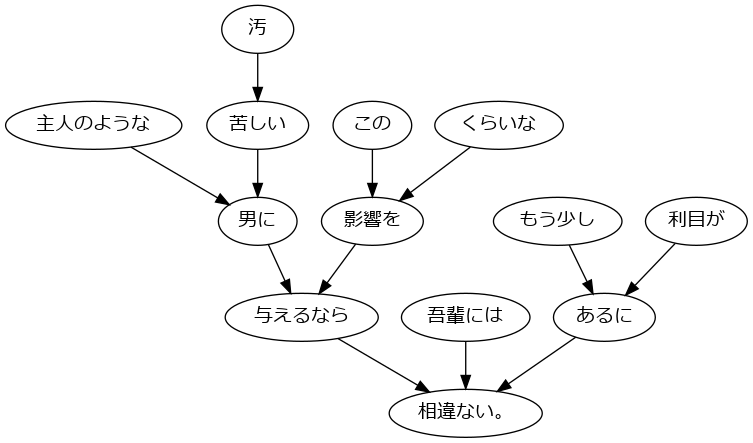 汚
主人のような
苦しい
この
くらいな
男に
影響を
もう少し
利目が
与えるなら
吾輩には
あるに
相違ない。